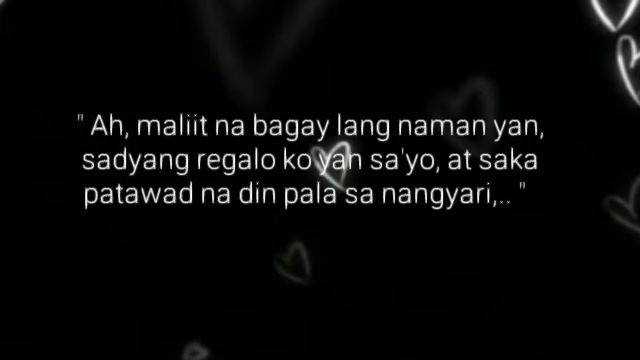 " Ah, maliit na bagay lang naman yan,
sadyang regalo ko yan sa'yo, at saka
patawad na din pala sa nangyari,.. "